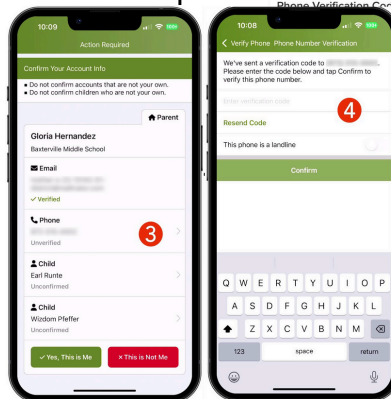 Phone Verification Co
10:09
Action Required
Confirm Your Account Info
• Do not confirm accounts that are not your own.
• Do not confirm children who are not your own.
Parent
Gloria Hernandez
Baxterville Middle School
Email
✓ Verified
Phone
Unverified
3
Child
Earl Runte
Unconfirmed
Child
Wizdom Pfeffer
Unconfirmed
✓ Yes, This is Me
× This is Not Me
10:08
Verify Phone Phone Number Verification
We've sent a verification code to
Please enter the code below and tap Confirm to
verify this phone number.
Enter verification code
4
Resend Code
This phone is a landline
Confirm
Q W E R T Y U I O P
A S D F G H J K L
Z X C V B N M
123 space return